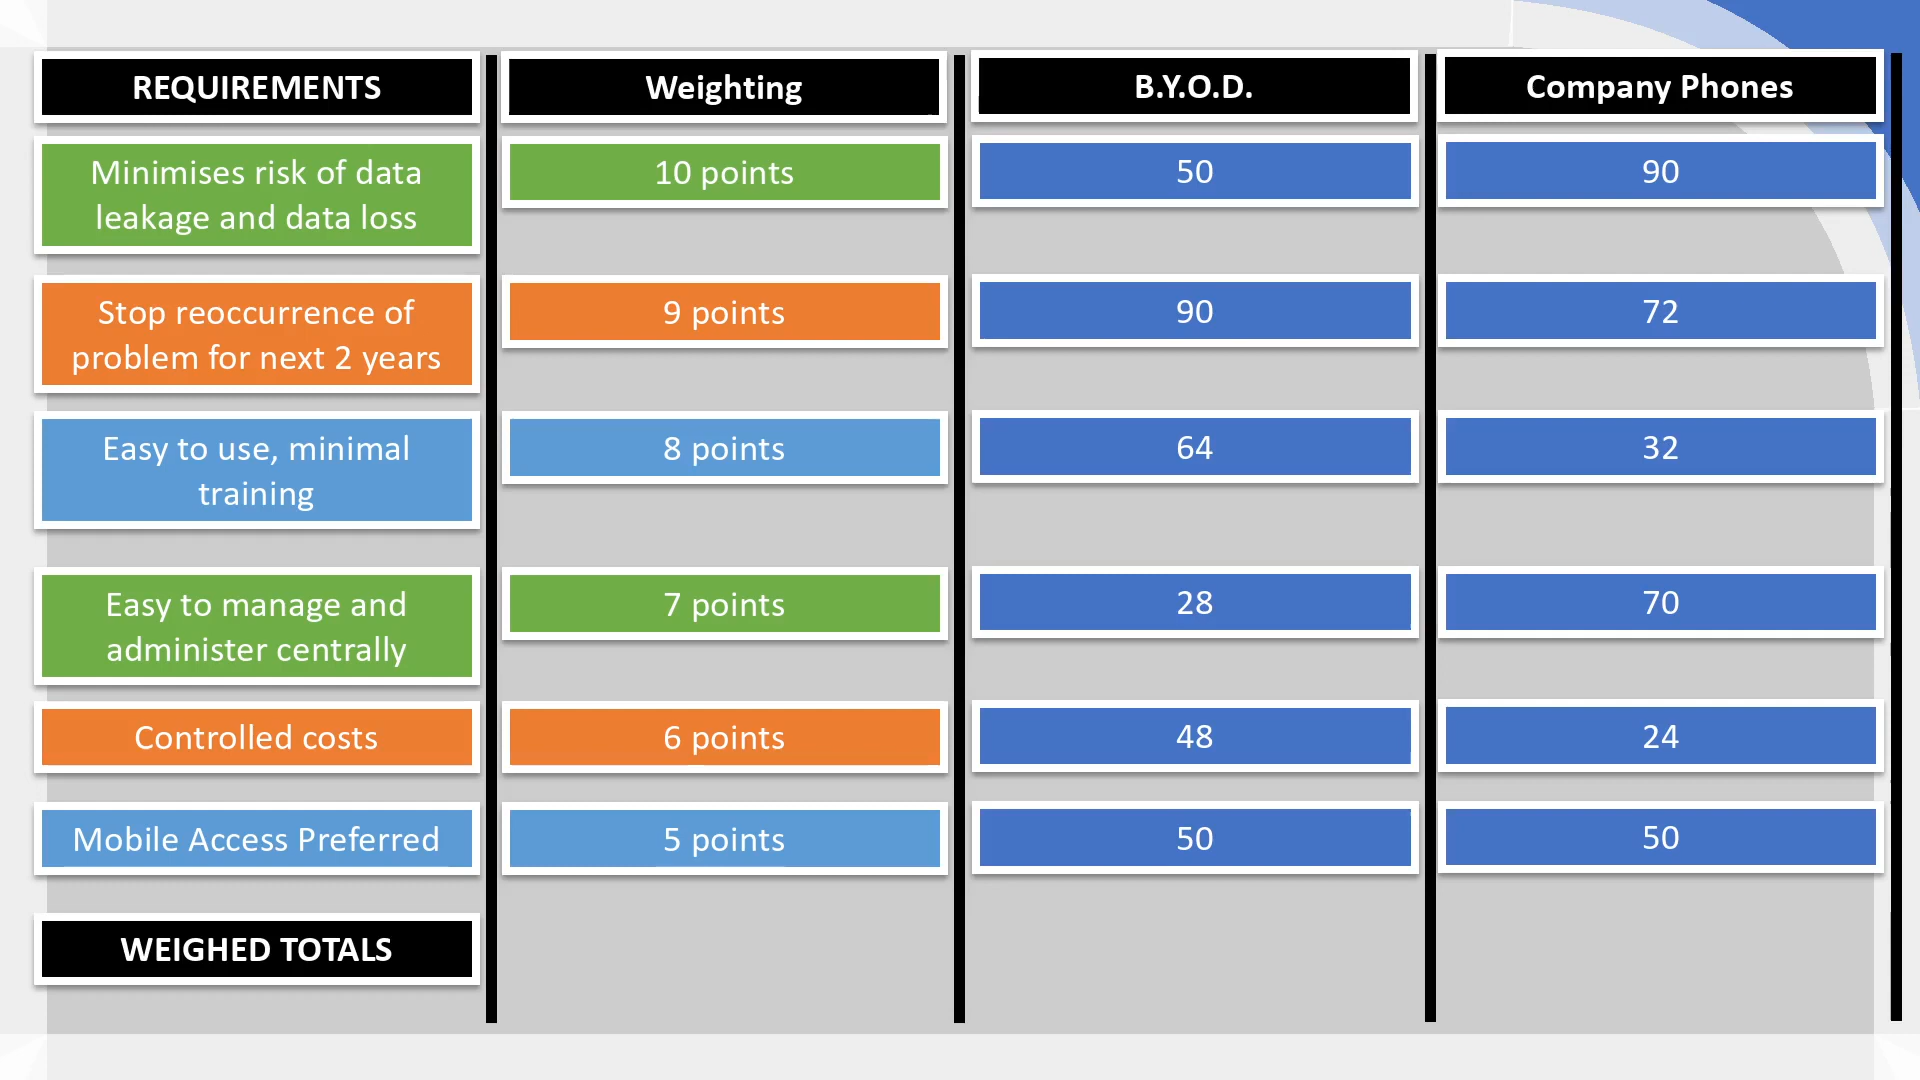 REQUIREMENTS
Weighting
B.Y.O.D.
Company Phones
Minimises risk of data
leakage and data loss
10 points
50
90
Stop reoccurrence of
problem for next 2 years
9 points
90
72
Easy to use, minimal
training
8 points
64
32
Easy to manage and
administer centrally
7 points
28
70
Controlled costs
6 points
48
24
Mobile Access Preferred
5 points
50
50
WEIGHED TOTALS